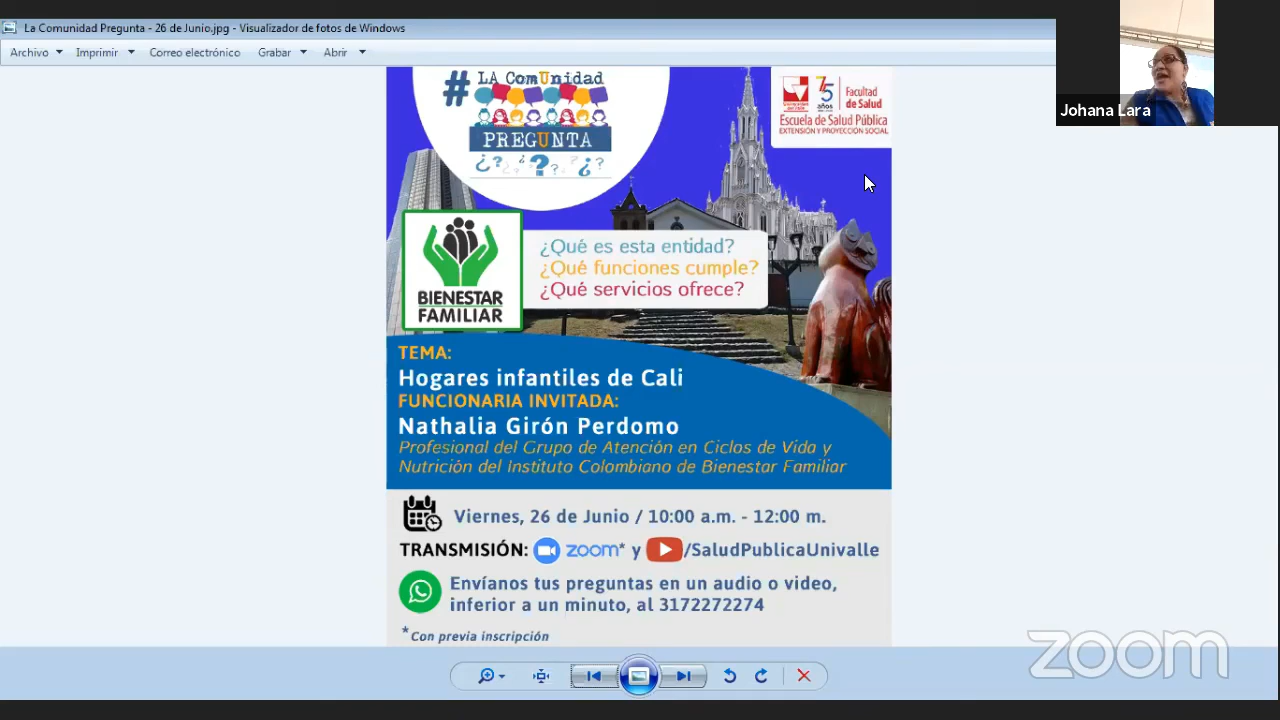 La Comunidad Pregunta - 26 de Junio.jpg - Visualizador de fotos de Windows
Archivo Imprimir Correo electrónico Grabar Abrir
Johana Lara
# LA ComUnidad
PREGUNTA
¿? ¿? ¿?
Universidad del Valle
75 años
Facultad
de Salud
Escuela de Salud Pública
EXTENSIÓN Y PROYECCIÓN SOCIAL
BIENESTAR
FAMILIAR
¿Qué es esta entidad?
¿Qué funciones cumple?
¿Qué servicios ofrece?
TEMA:
Hogares infantiles de Cali
FUNCIONARIA INVITADA:
Nathalia Girón Perdomo
Profesional del Grupo de Atención en Ciclos de Vida y
Nutrición del Instituto Colombiano de Bienestar Familiar
Viernes, 26 de Junio / 10:00 a.m. - 12:00 m.
TRANSMISIÓN: zoom* y /SaludPublicaUnivalle
Envíanos tus preguntas en un audio o video,
inferior a un minuto, al 3172272274
*Con previa inscripción
zoom